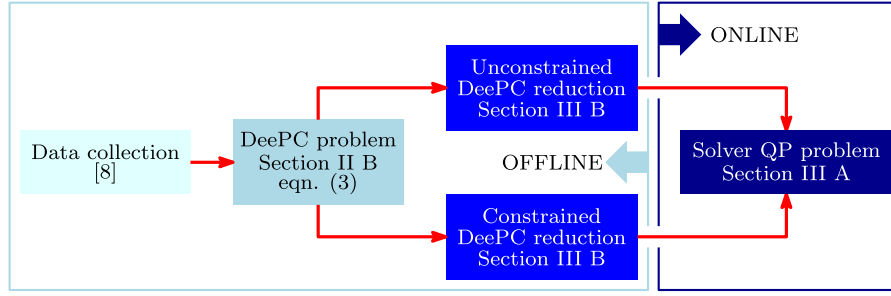 Data collection
[8]
DeePC problem
Section II B
eqn. (3)
Unconstrained
DeePC reduction
Section III B
OFFLINE
Constrained
DeePC reduction
Section III B
ONLINE
Solver QP problem
Section III A